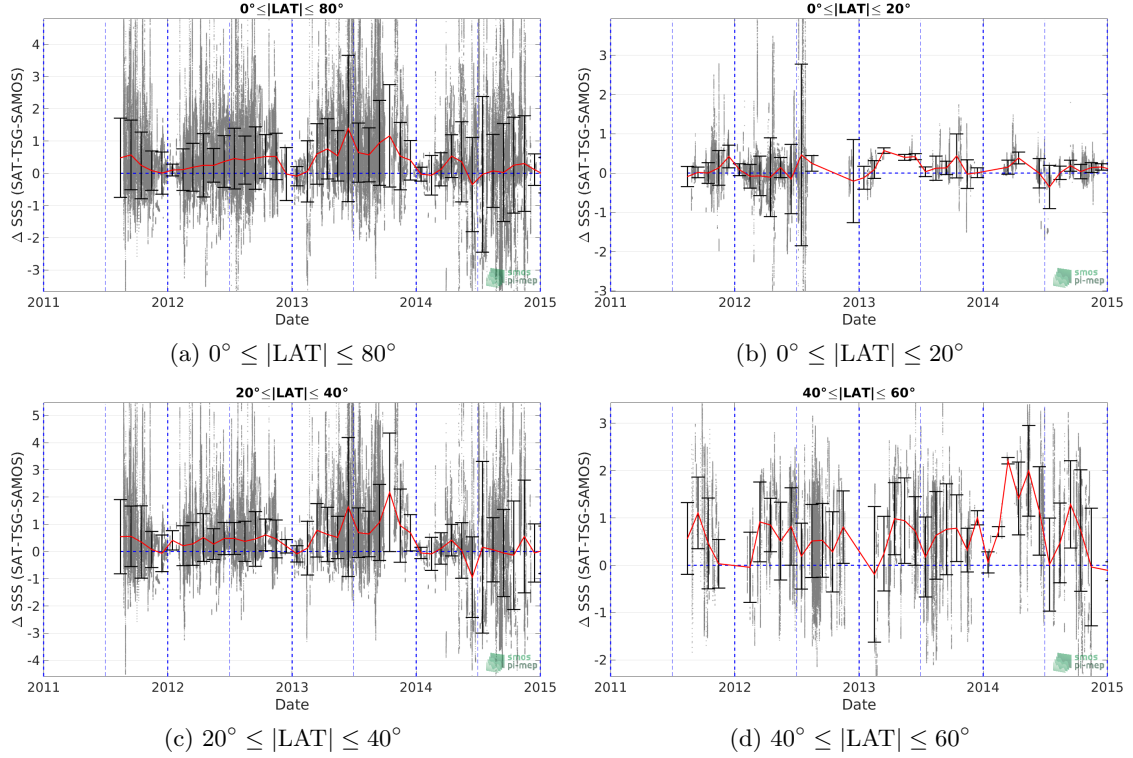 0°≤|LAT|≤ 80°
Δ SSS (SAT-TSG-SAMOS)
4
3
2
1
0
-1
-2
-3
2011 2012 2013 2014 2015
Date
smos
pi-mep
(a) 0° ≤ |LAT| ≤ 80°
0°≤|LAT|≤ 20°
Δ SSS (SAT-TSG-SAMOS)
4
3
2
1
0
-1
-2
-3
2011 2012 2013 2014 2015
Date
smos
pi-mep
(b) 0° ≤ |LAT| ≤ 20°
20°≤|LAT|≤ 40°
Δ SSS (SAT-TSG-SAMOS)
5
4
3
2
1
0
-1
-2
-3
-4
2011 2012 2013 2014 2015
Date
smos
pi-mep
(c) 20° ≤ |LAT| ≤ 40°
40°≤|LAT|≤ 60°
Δ SSS (SAT-TSG-SAMOS)
3
2
1
0
-1
-2
2011 2012 2013 2014 2015
Date
smos
pi-mep
(d) 40° ≤ |LAT| ≤ 60°